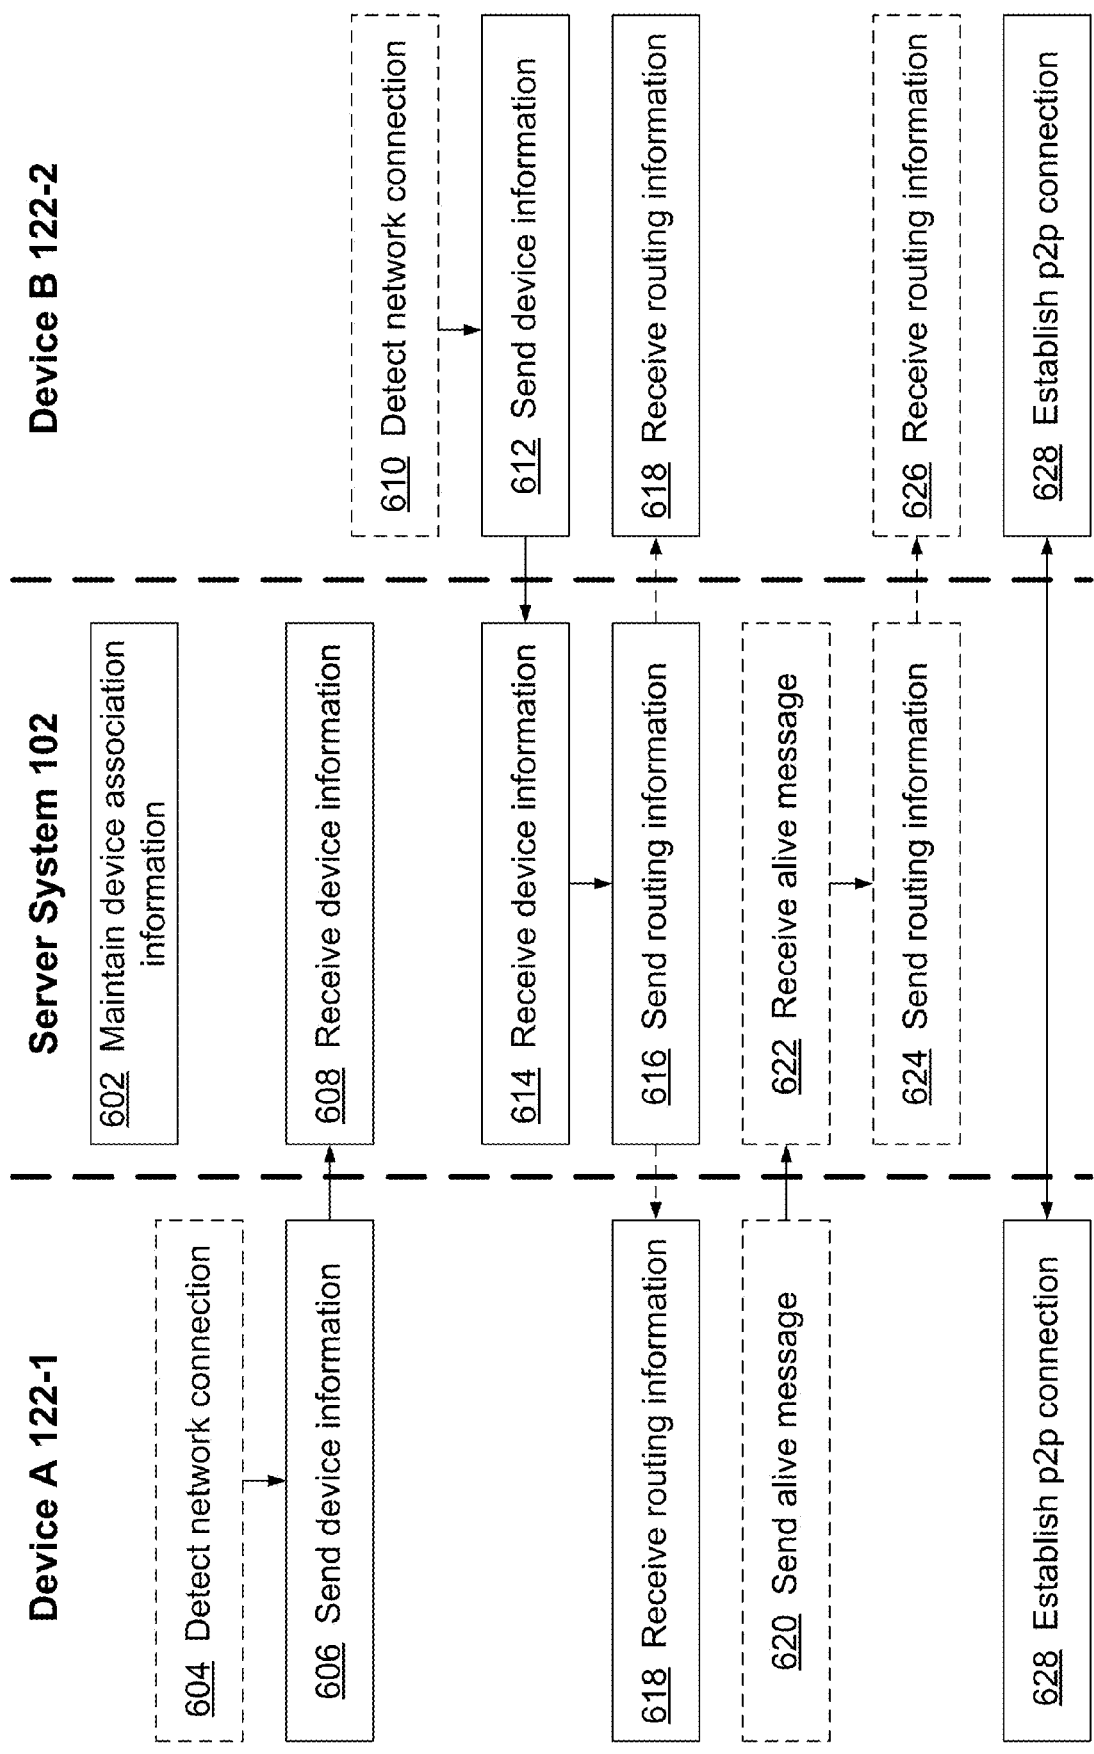 Device A 122-1
Server System 102
Device B 122-2
602 Maintain device association
information
604 Detect network connection
606 Send device information
608 Receive device information
610 Detect network connection
612 Send device information
614 Receive device information
618 Receive routing information
616 Send routing information
618 Receive routing information
620 Send alive message
622 Receive alive message
624 Send routing information
626 Receive routing information
628 Establish p2p connection
628 Establish p2p connection